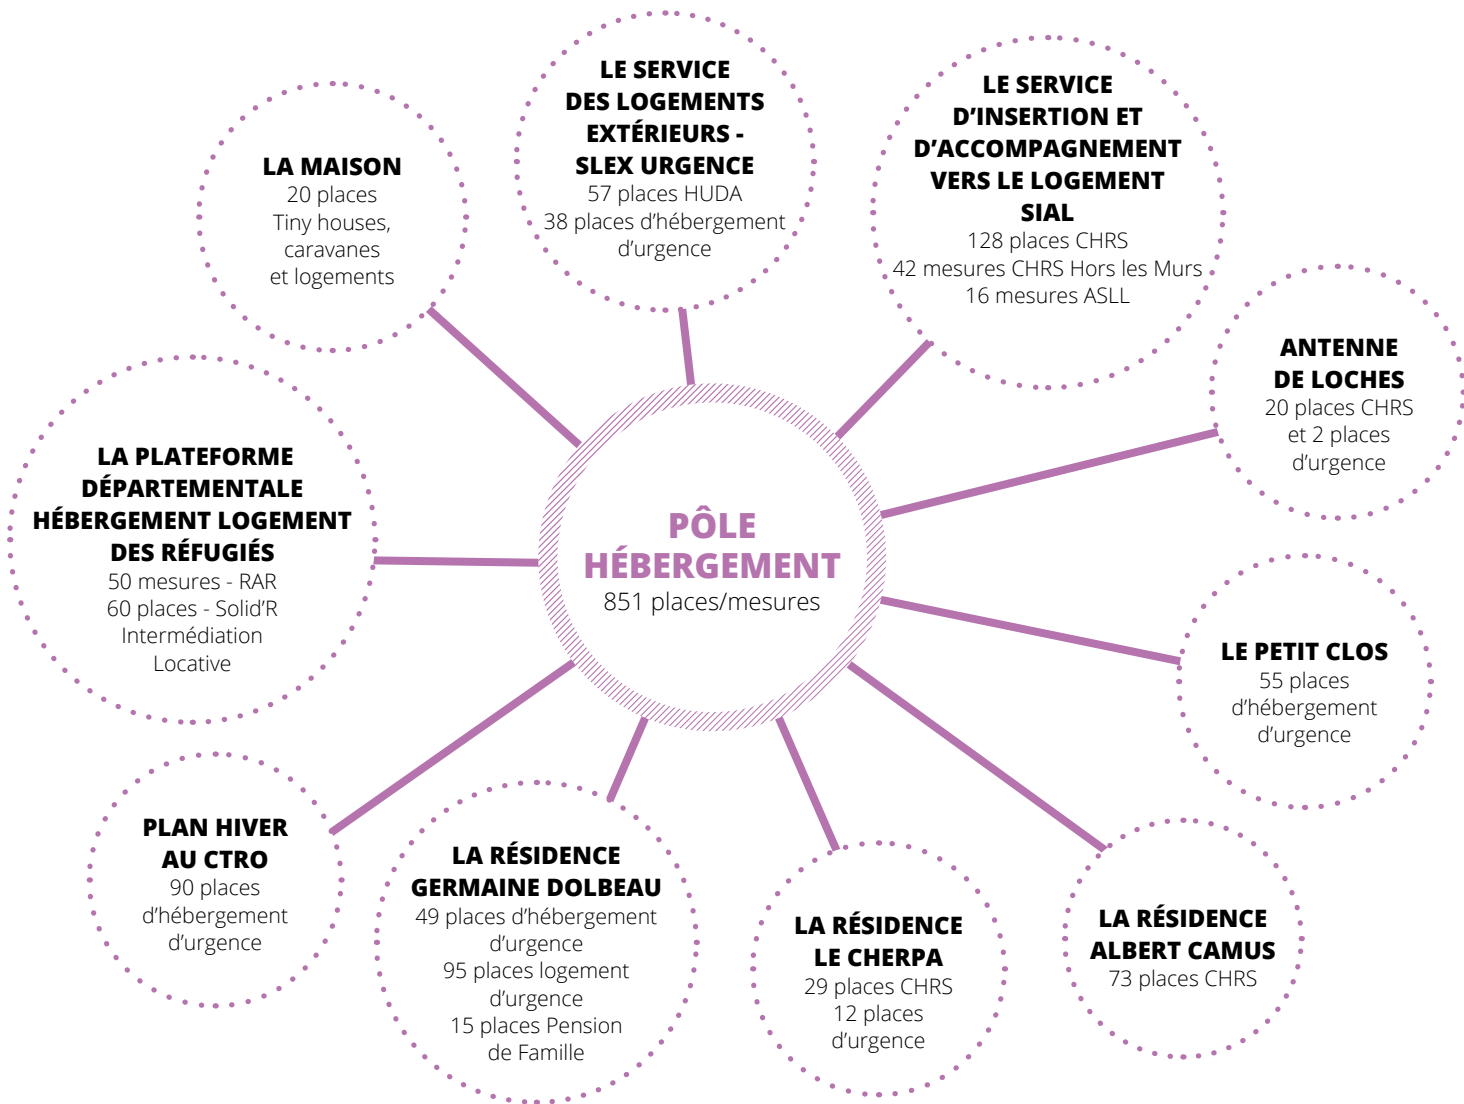 LE SERVICE
DES LOGEMENTS
EXTÉRIEURS -
SLEX URGENCE
57 places HUDA
38 places d’hébergement
d’urgence
LE SERVICE
D’INSERTION ET
D’ACCOMPAGNEMENT
VERS LE LOGEMENT
SIAL
128 places CHRS
42 mesures CHRS Hors les Murs
16 mesures ASLL
LA MAISON
20 places
Tiny houses,
caravanes
et logements
ANTENNE
DE LOCHES
20 places CHRS
et 2 places
d’urgence
LA PLATEFORME
DÉPARTEMENTALE
HÉBERGEMENT LOGEMENT
DES RÉFUGIÉS
50 mesures - RAR
60 places - Solid’R
Intermédiation
Locative
PÔLE
HÉBERGEMENT
851 places/mesures
LE PETIT CLOS
55 places
d’hébergement
d’urgence
PLAN HIVER
AU CTRO
90 places
d’hébergement
d’urgence
LA RÉSIDENCE
GERMAINE DOLBEAU
49 places d’hébergement
d’urgence
95 places logement
d’urgence
15 places Pension
de Famille
LA RÉSIDENCE
LE CHERPA
29 places CHRS
12 places
d’urgence
LA RÉSIDENCE
ALBERT CAMUS
73 places CHRS